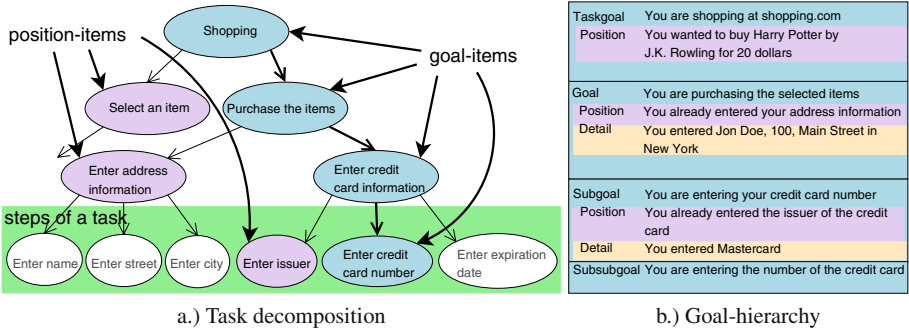 position-items
Shopping
goal-items
Select an item
Purchase the items
Enter address
information
Enter credit
card information
steps of a task
Enter name
Enter street
Enter city
Enter issuer
Enter credit
card number
Enter expiration
date
a.) Task decomposition
Taskgoal You are shopping at shopping.com
Position You wanted to buy Harry Potter by
J.K. Rowling for 20 dollars
Goal You are purchasing the selected items
Position You already entered your address information
Detail You entered Jon Doe, 100, Main Street in
New York
Subgoal You are entering your credit card number
Position You already entered the issuer of the credit
card
Detail You entered Mastercard
Subsubgoal You are entering the number of the credit card
b.) Goal-hierarchy